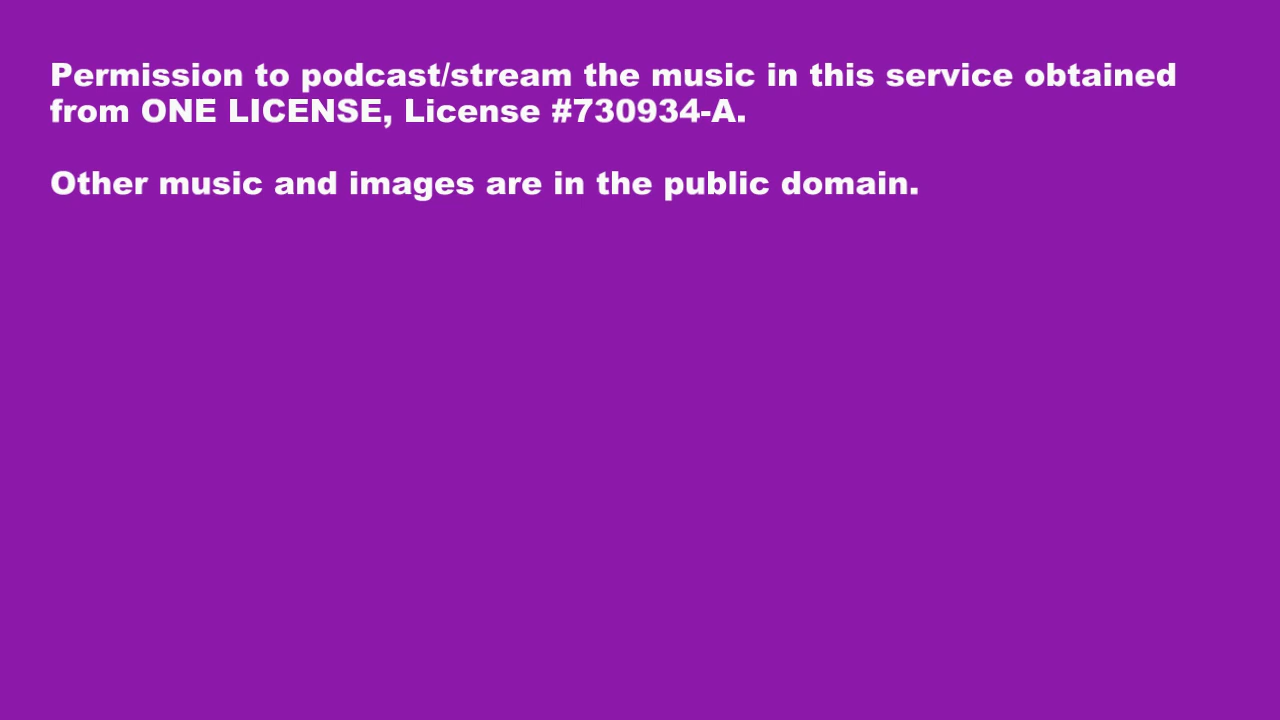 Permission to podcast/stream the music in this service obtained
from ONE LICENSE, License #730934-A.
Other music and images are in the public domain.